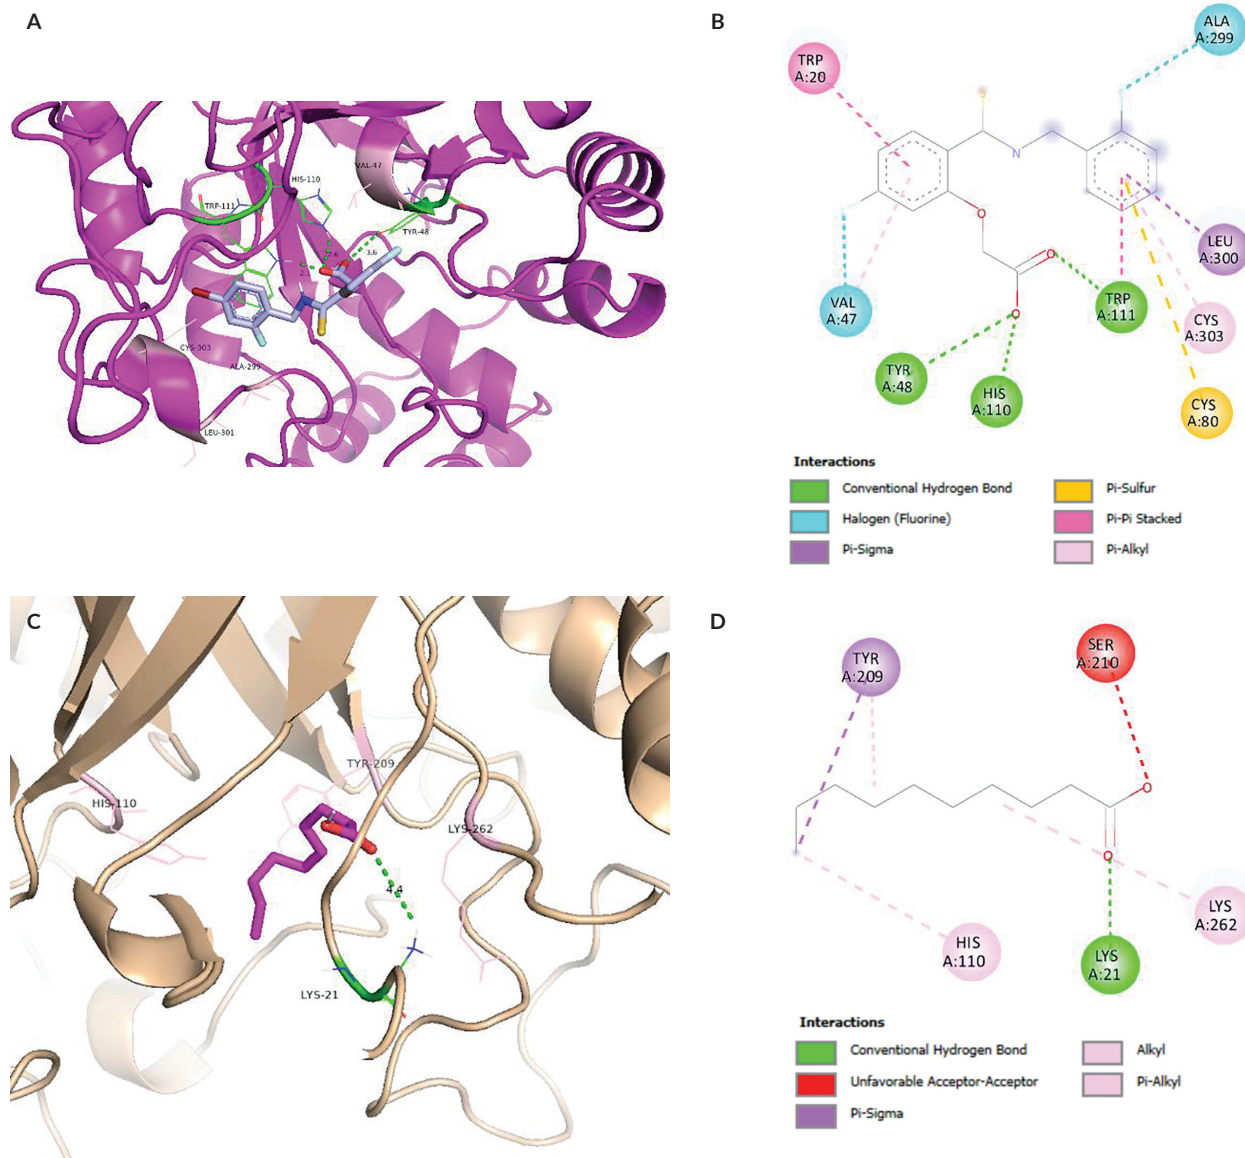 A
VAL-47
HIS-110
TRP-111
TYR-48
3.6
CYS-303
ALA-299
LEU-301
B
ALA
A:299
TRP
A:20
N
O
O
O
LEU
A:300
VAL
A:47
TRP
A:111
CYS
A:303
TYR
A:48
HIS
A:110
CYS
A:80
Interactions
Conventional Hydrogen Bond
Halogen (Fluorine)
Pi-Sigma
Pi-Sulfur
Pi-Pi Stacked
Pi-Alkyl
C
TYR-209
HIS-110
LYS-262
4.4
LYS-21
D
TYR
A:209
SER
A:210
O
O
HIS
A:110
LYS
A:262
LYS
A:21
Interactions
Conventional Hydrogen Bond
Unfavorable Acceptor-Acceptor
Pi-Sigma
Alkyl
Pi-Alkyl